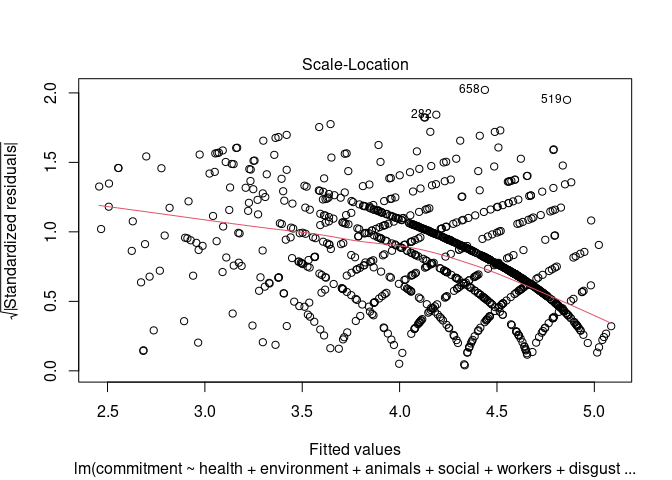 Scale-Location
√|Standardized residuals|
2.0
1.5
1.0
0.5
0.0
658
519
282
2.5 3.0 3.5 4.0 4.5 5.0
Fitted values
lm(commitment ~ health + environment + animals + social + workers + disgust ...